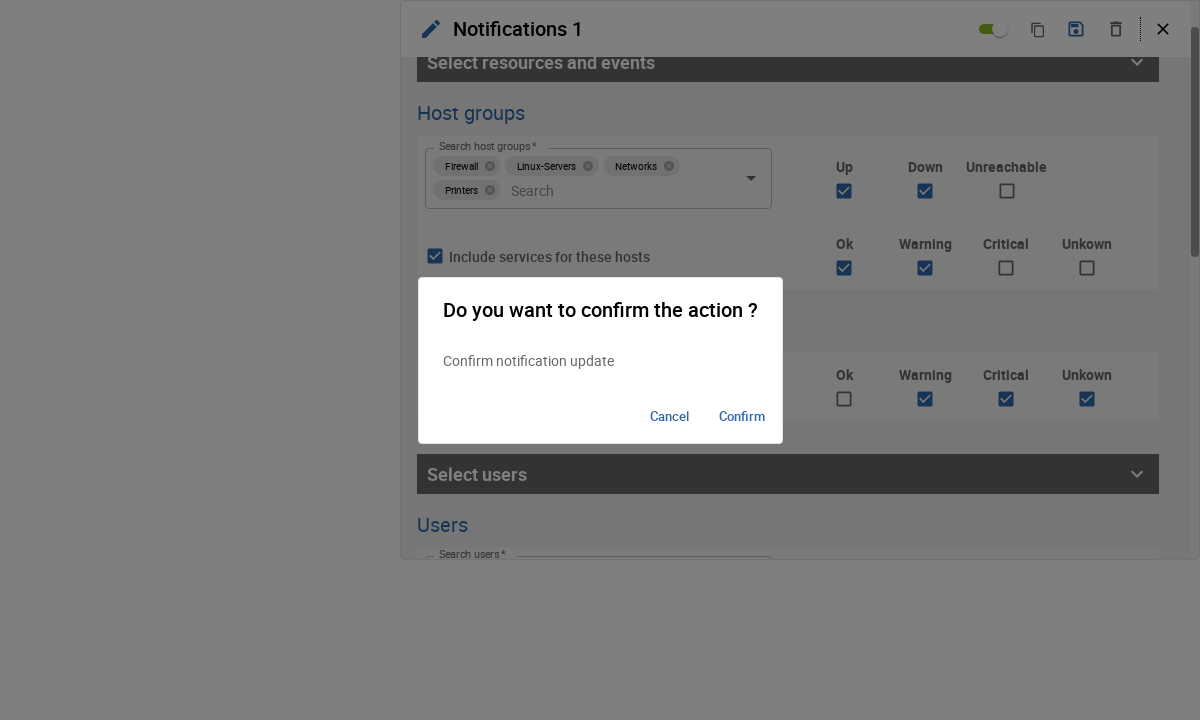 Notifications 1
Select resources and events
Host groups
Search host groups *
Firewall Linux-Servers Networks
Printers Search
Up Down Unreachable
Include services for these hosts
Ok Warning Critical Unkown
Do you want to confirm the action ?
Confirm notification update
Cancel Confirm
Ok Warning Critical Unkown
Select users
Users
Search users *